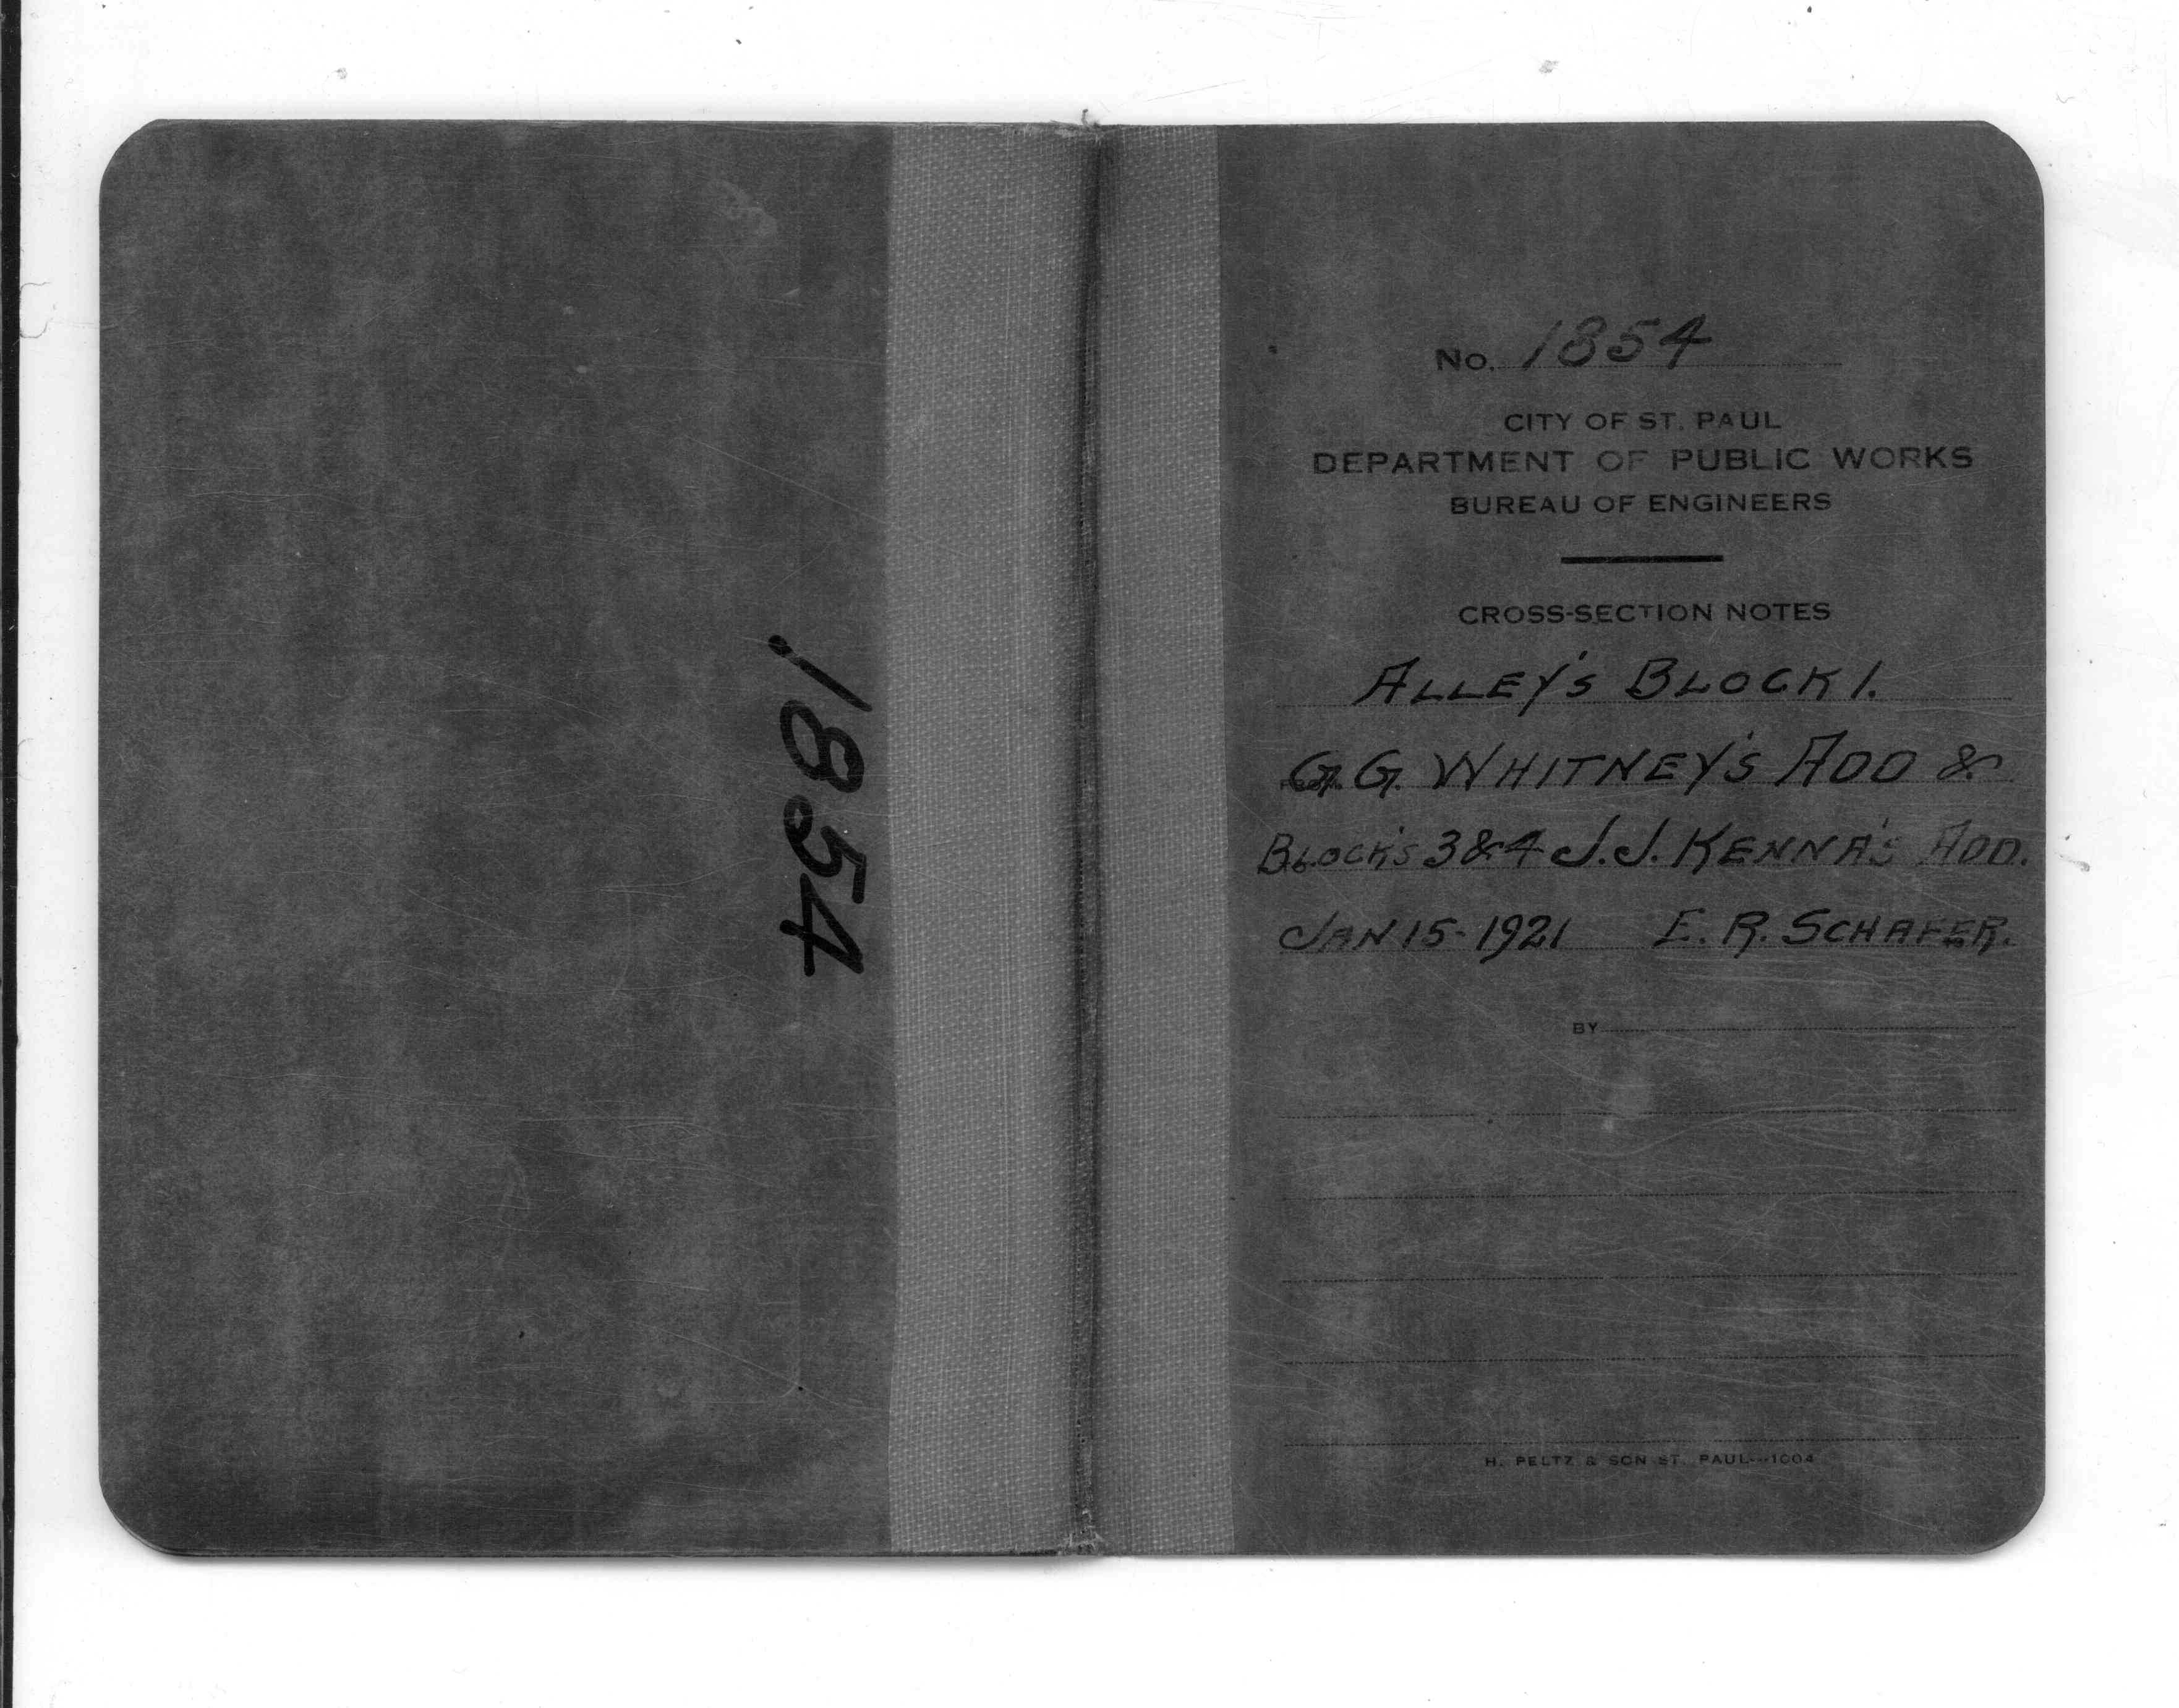 1854
No. 1854
CITY OF ST. PAUL
DEPARTMENT OF PUBLIC WORKS
BUREAU OF ENGINEERS
CROSS-SECTION NOTES
ALLEY'S BLOCK 1.
G.G. WHITNEY'S ADD &
BLOCK'S 3 & 4 J.J. KENNA'S ADD.
JAN 15-1921 E. R. SCHAFER.
BY
H. PELTZ & SON ST. PAUL---1004